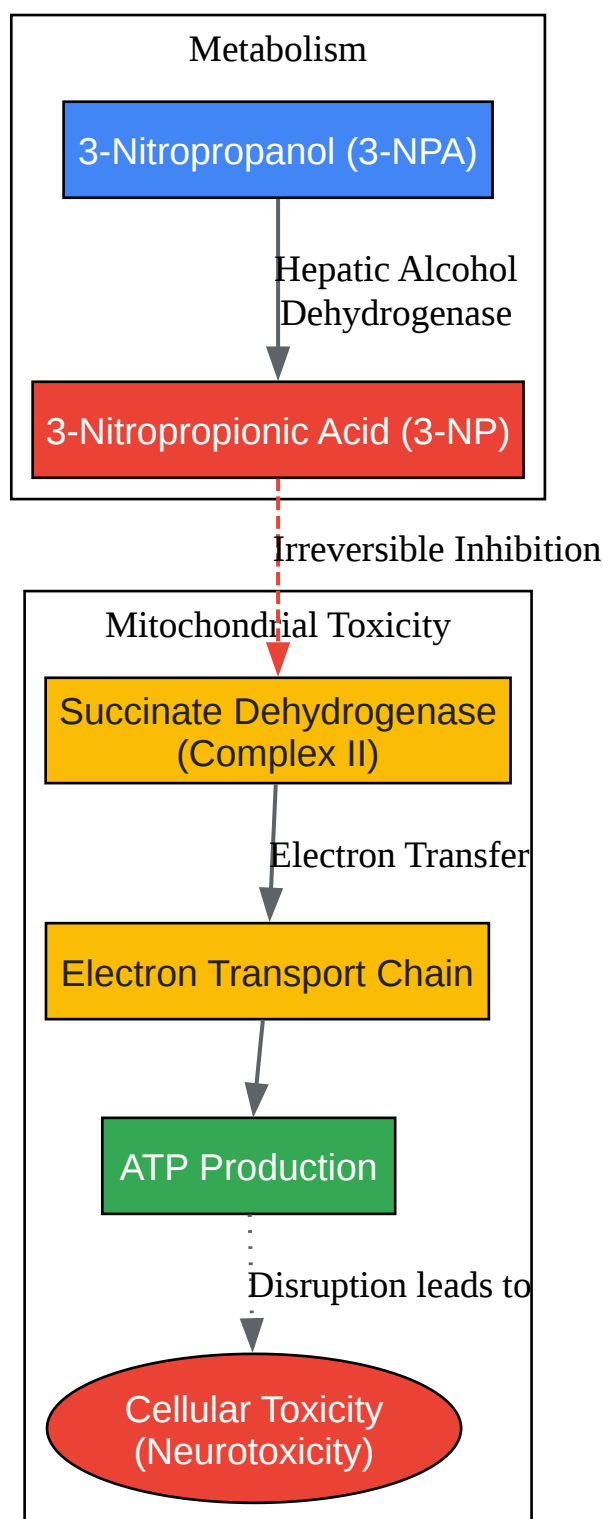 Metabolism
3-Nitropropanol (3-NPA)
Hepatic Alcohol
Dehydrogenase
3-Nitropropionic Acid (3-NP)
Irreversible Inhibition
Mitochondrial Toxicity
Succinate Dehydrogenase
(Complex II)
Electron Transfer
Electron Transport Chain
ATP Production
Disruption leads to
Cellular Toxicity
(Neurotoxicity)